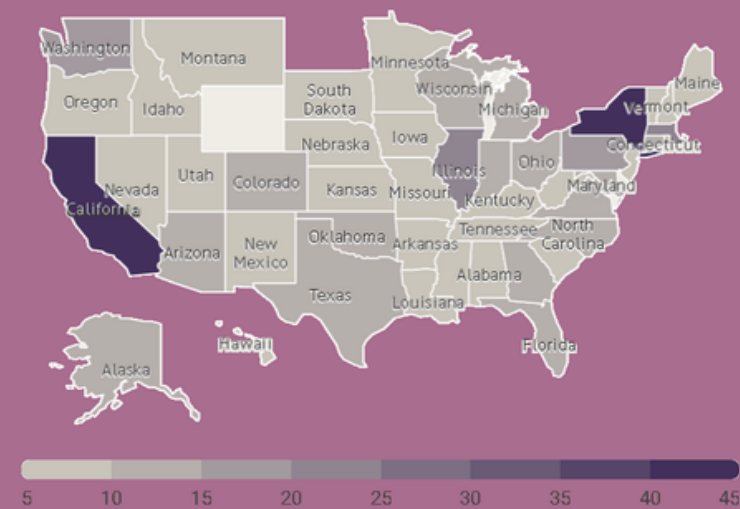 Washington
Montana
Minnesota
Maine
Oregon
Idaho
South
Dakota
Wisconsin
Michigan
Vermont
Nebraska
Iowa
Connecticut
Nevada
Utah
Colorado
Kansas
Missouri
Illinois
Ohio
Kentucky
Maryland
California
Arizona
New
Mexico
Oklahoma
Arkansas
Tennessee
North
Carolina
Texas
Louisiana
Alabama
Alaska
Hawaii
Florida
5 10 15 20 25 30 35 40 45